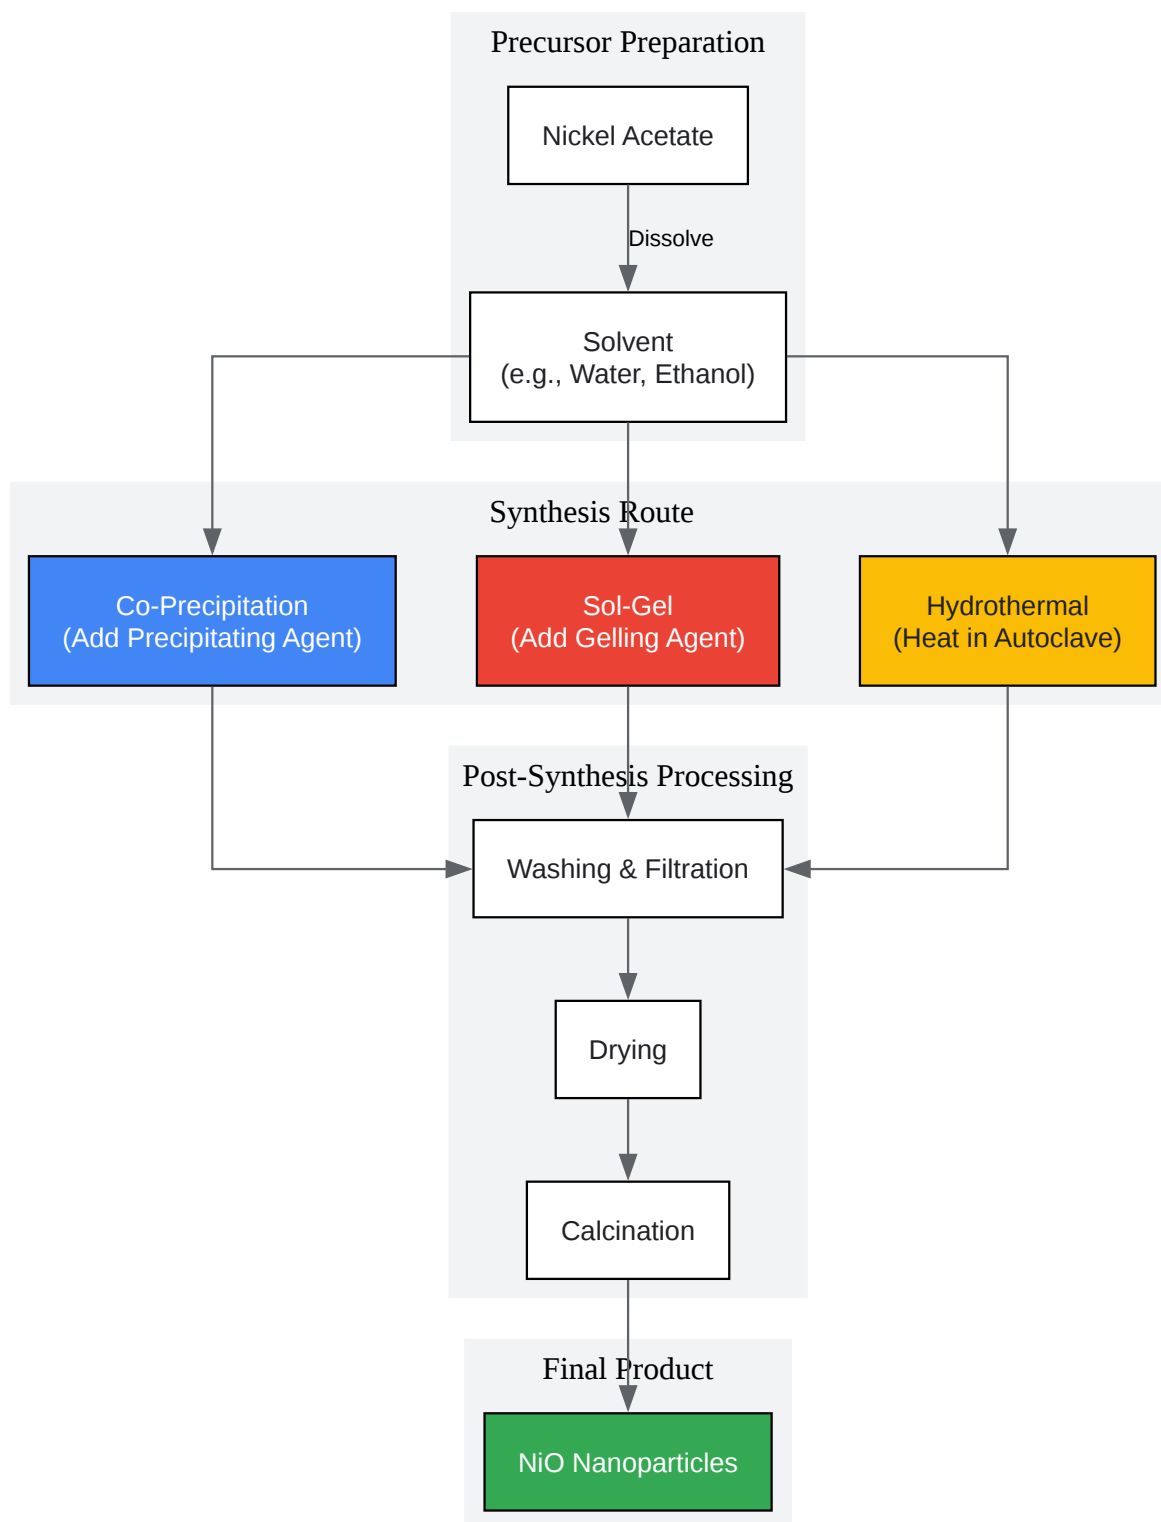 Precursor Preparation
Nickel Acetate
Dissolve
Solvent
(e.g., Water, Ethanol)
Synthesis Route
Co-Precipitation
(Add Precipitating Agent)
Sol-Gel
(Add Gelling Agent)
Hydrothermal
(Heat in Autoclave)
Post-Synthesis Processing
Washing & Filtration
Drying
Calcination
Final Product
NiO Nanoparticles